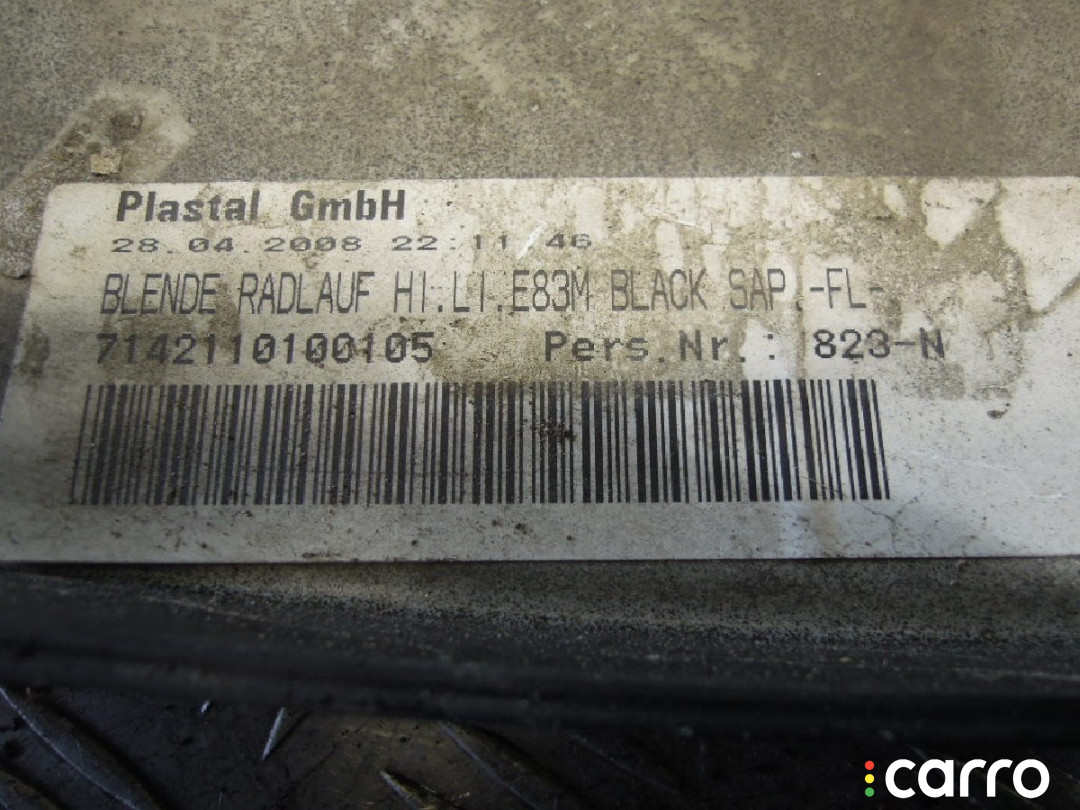 Plastal GmbH
28.04.2008 22:11:46
BLENDE RADLAUF HI.LI.E83M BLACK SAP.-FL-
7142110100105 Pers.Nr.: 823-N
carro